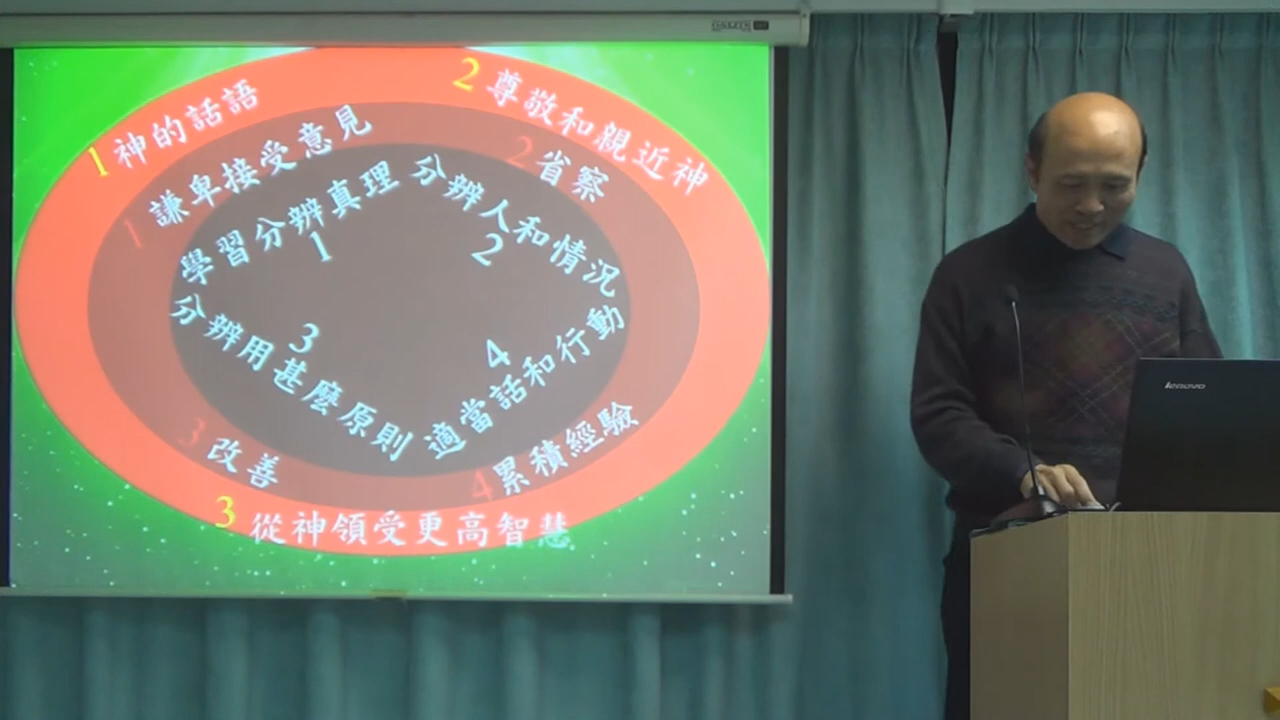 1 神的話語
2 尊敬和親近神
1 謙卑接受意見
2 省察
學習分辨真理
1
分辨人和情況
2
分辨用甚麼原則
3
適當話和行動
4
3 改善
4 累積經驗
3 從神領受更高智慧
lenovo